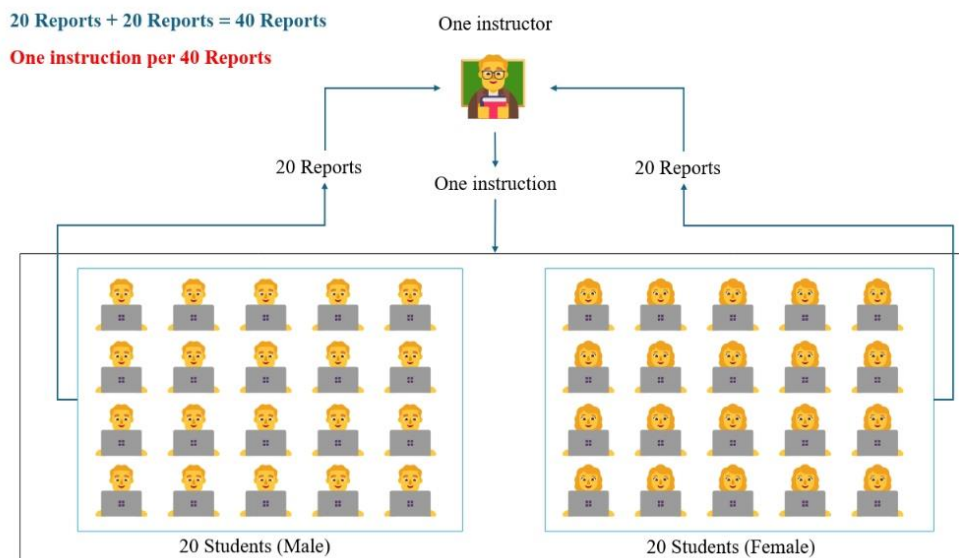 20 Reports + 20 Reports = 40 Reports
One instruction per 40 Reports
One instructor
20 Reports
20 Reports
One instruction
20 Students (Male)
20 Students (Female)